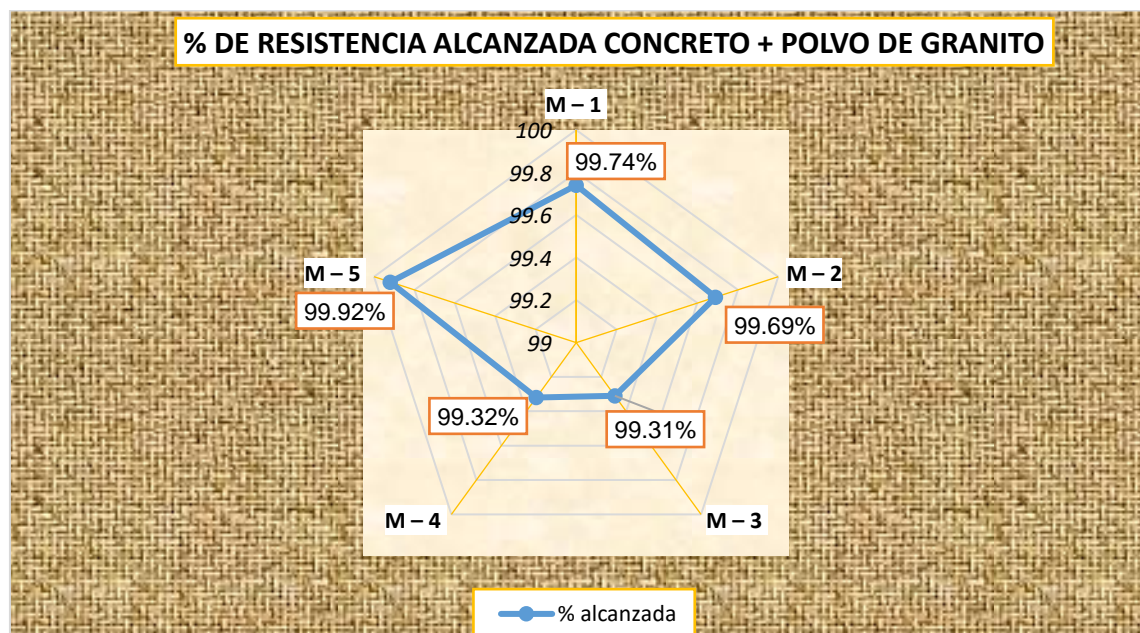 % DE RESISTENCIA ALCANZADA CONCRETO + POLVO DE GRANITO
M – 1
100
99.74%
99.8
99.6
M – 5
99.4
M – 2
99.92%
99.2
99.69%
99
99.32%
99.31%
M – 4
M – 3
% alcanzada